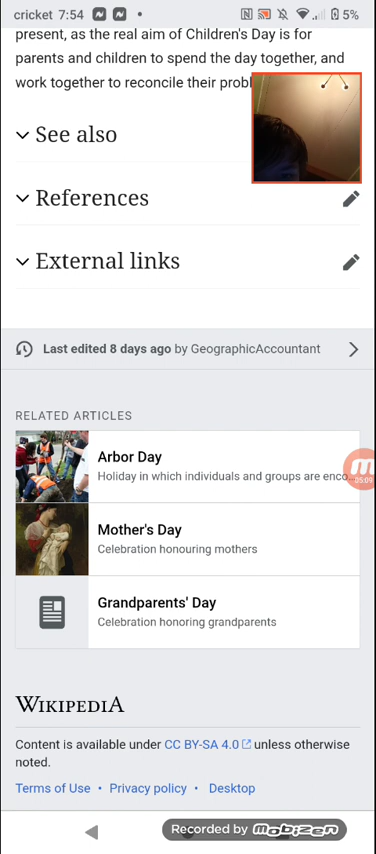 cricket 7:54 5%
present, as the real aim of Children's Day is for
parents and children to spend the day together, and
work together to reconcile their
See also
References
External links
Last edited 8 days ago by GeographicAccountant
RELATED ARTICLES
Arbor Day
Holiday in which individuals and groups are enco...
05:09
Mother's Day
Celebration honouring mothers
Grandparents' Day
Celebration honoring grandparents
WIKIPEDIA
Content is available under CC BY-SA 4.0 unless otherwise
noted.
Terms of Use • Privacy policy • Desktop
Recorded by mobizen